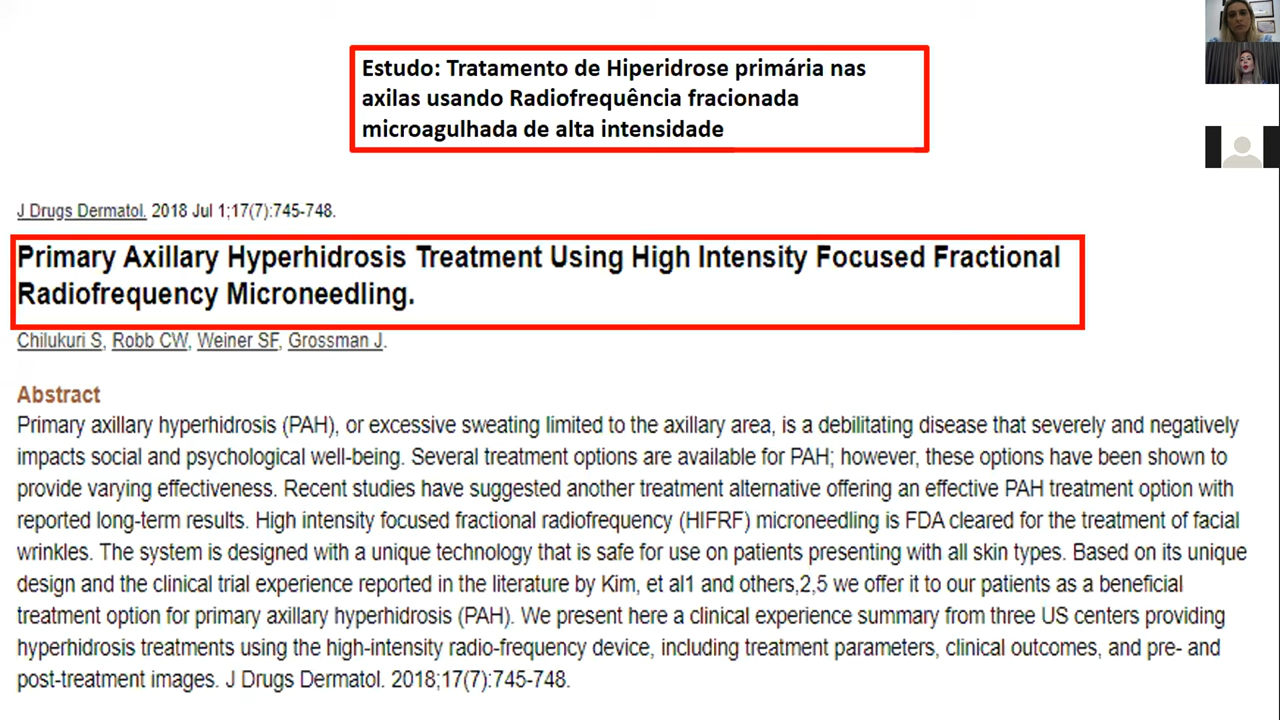 Estudo: Tratamento de Hiperidrose primária nas
axilas usando Radiofrequência fracionada
microagulhada de alta intensidade
J Drugs Dermatol. 2018 Jul 1;17(7):745-748.
Primary Axillary Hyperhidrosis Treatment Using High Intensity Focused Fractional
Radiofrequency Microneedling.
Chilukuri S, Robb CW, Weiner SF, Grossman J.
Abstract
Primary axillary hyperhidrosis (PAH), or excessive sweating limited to the axillary area, is a debilitating disease that severely and negatively
impacts social and psychological well-being. Several treatment options are available for PAH; however, these options have been shown to
provide varying effectiveness. Recent studies have suggested another treatment alternative offering an effective PAH treatment option with
reported long-term results. High intensity focused fractional radiofrequency (HIFRF) microneedling is FDA cleared for the treatment of facial
wrinkles. The system is designed with a unique technology that is safe for use on patients presenting with all skin types. Based on its unique
design and the clinical trial experience reported in the literature by Kim, et al1 and others,2,5 we offer it to our patients as a beneficial
treatment option for primary axillary hyperhidrosis (PAH). We present here a clinical experience summary from three US centers providing
hyperhidrosis treatments using the high-intensity radio-frequency device, including treatment parameters, clinical outcomes, and pre- and
post-treatment images. J Drugs Dermatol. 2018;17(7):745-748.